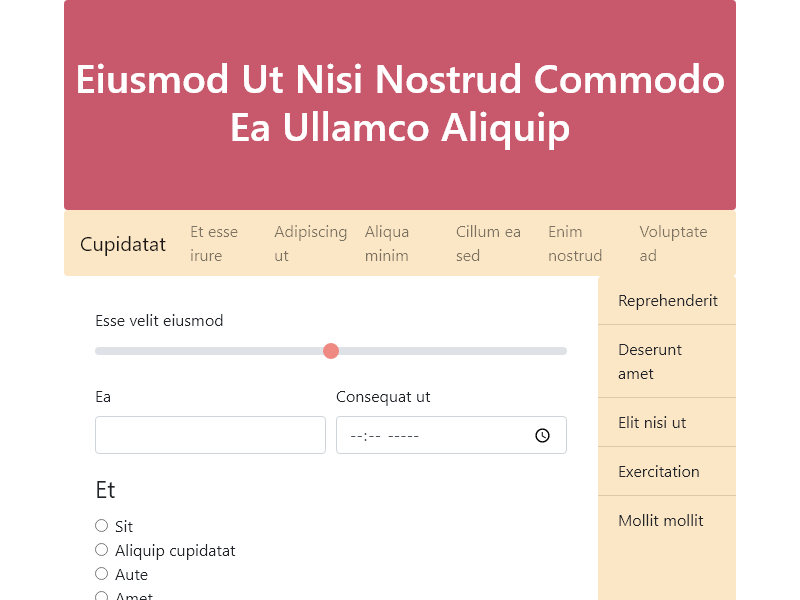 Eiusmod Ut Nisi Nostrud Commodo
Ea Ullamco Aliquip
Cupidatat
Et esse
irure
Adipiscing
ut
Aliqua
minim
Cillum ea
sed
Enim
nostrud
Voluptate
ad
Esse velit eiusmod
Ea
Consequat ut
--:-- -----
Et
Sit
Aliquip cupidatat
Aute
Amet
Reprehenderit
Deserunt
amet
Elit nisi ut
Exercitation
Mollit mollit